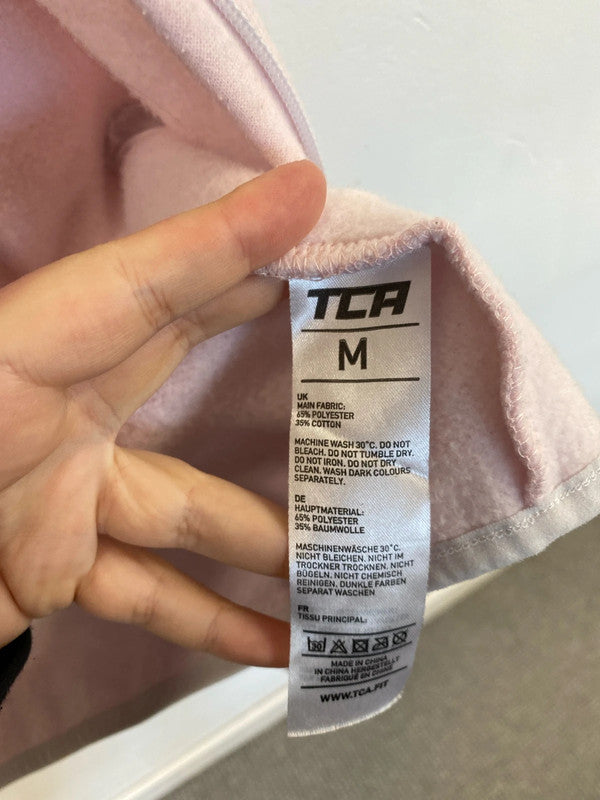 TCA
M
UK
MAIN FABRIC:
65% POLYESTER
35% COTTON
MACHINE WASH 30°C. DO NOT
BLEACH. DO NOT TUMBLE DRY.
DO NOT IRON. DO NOT DRY
CLEAN. WASH DARK COLOURS
SEPARATELY.
DE
HAUPTMATERIAL:
65% POLYESTER
35% BAUMWOLLE
MASCHINENWÄSCHE 30°C.
NICHT BLEICHEN. NICHT IM
TROCKNER TROCKNEN. NICHT
BÜGELN. NICHT CHEMISCH
REINIGEN. DUNKLE FARBEN
SEPARAT WASCHEN
FR
TISSU PRINCIPAL:
MADE IN CHINA
IN CHINA HERGESTELLT
FABRIQUÉ EN CHINE
WWW.TCA.FIT